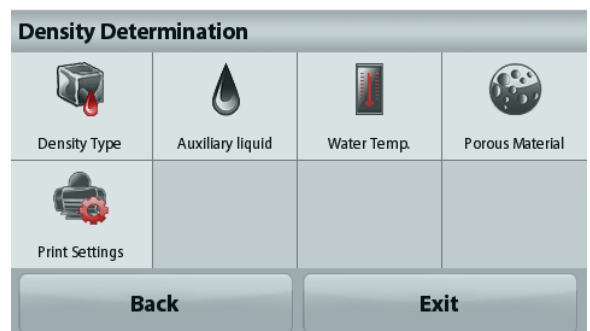 Density Determination
Density Type
Auxiliary liquid
Water Temp.
Porous Material
Print Settings
Back
Exit